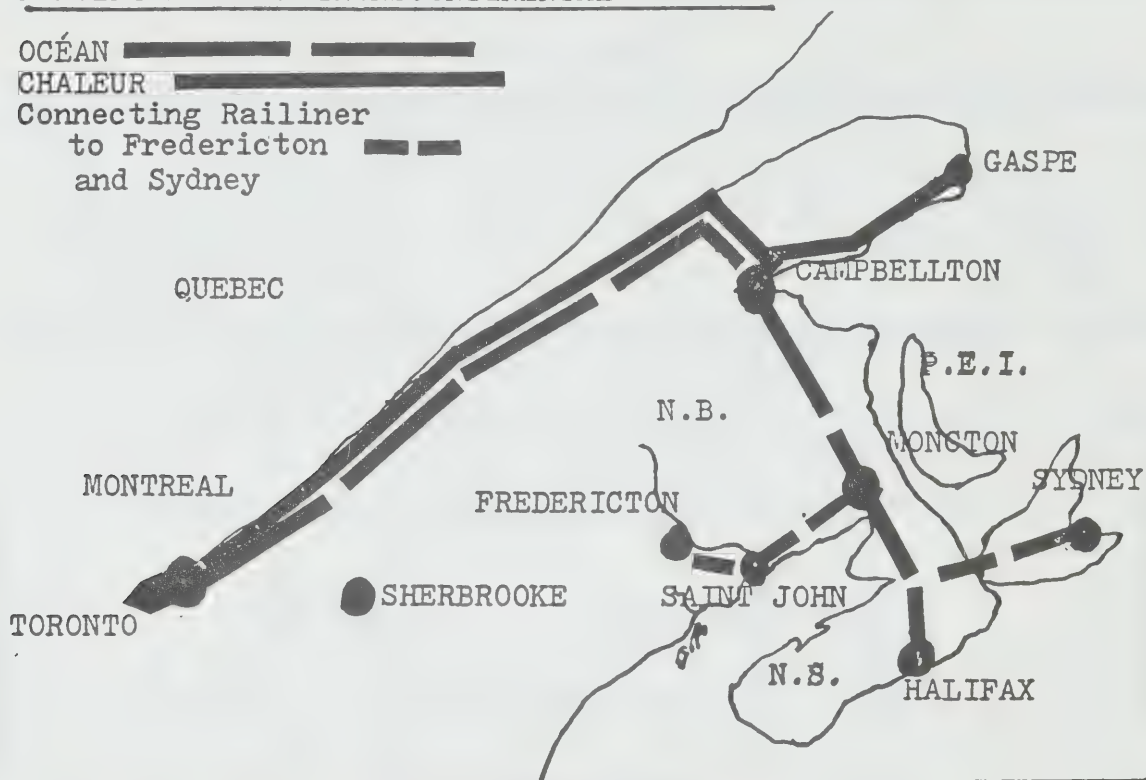 OCÉAN
CHALEUR
Connecting Railiner
to Fredericton
and Sydney
GASPE
CAMPBELLTON
QUEBEC
P.E.I.
N.B.
MONCTON
MONTREAL
SYDNEY
FREDERICTON
SHERBROOKE
SAINT JOHN
TORONTO
N.S.
HALIFAX